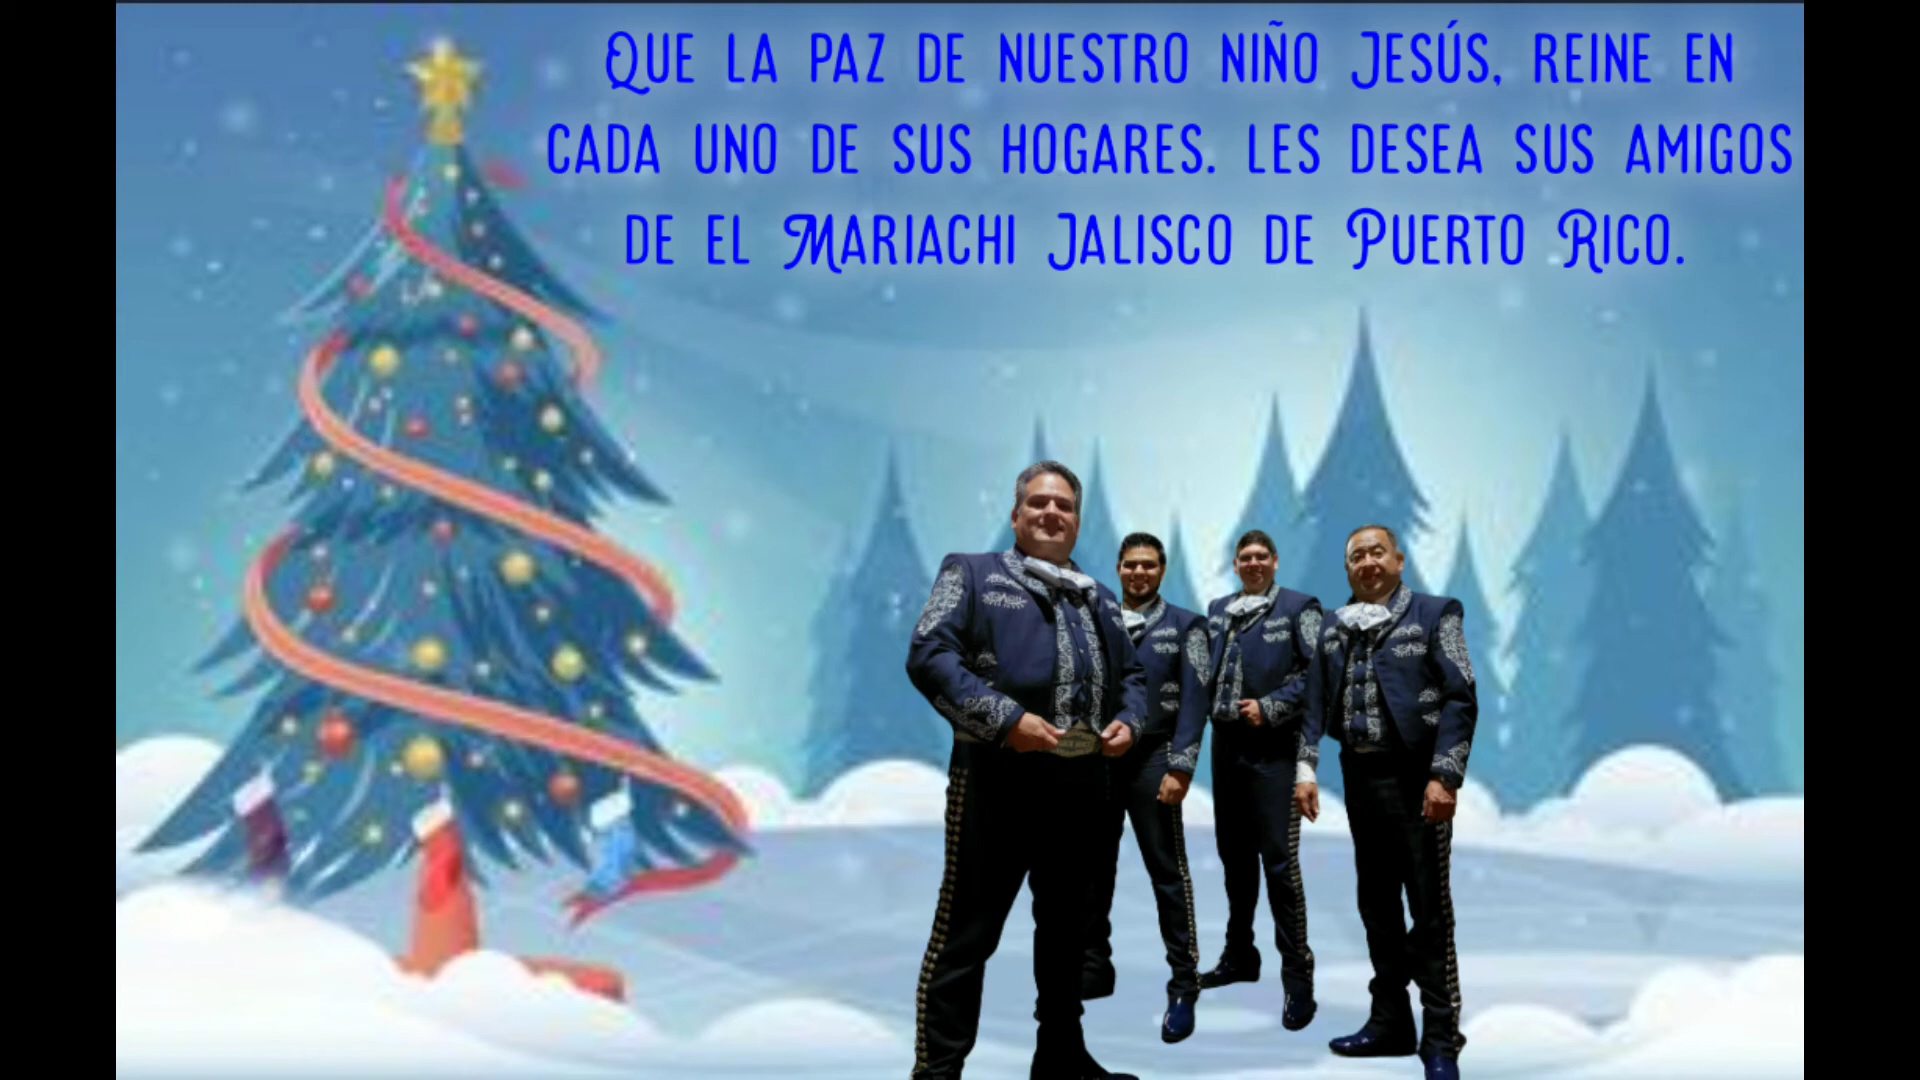 Que la paz de nuestro niño Jesús, reine en
cada uno de sus hogares. les desea sus amigos
de el Mariachi Jalisco de Puerto Rico.